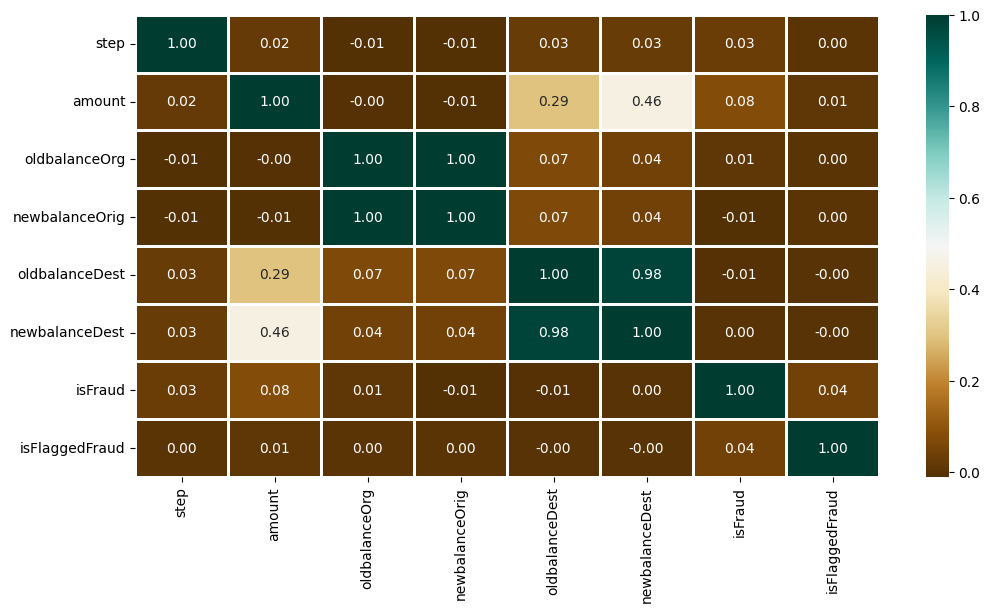 step 1.00 0.02 -0.01 -0.01 0.03 0.03 0.03 0.00
amount 0.02 1.00 -0.00 -0.01 0.29 0.46 0.08 0.01
oldbalanceOrg -0.01 -0.00 1.00 1.00 0.07 0.04 0.01 0.00
newbalanceOrig -0.01 -0.01 1.00 1.00 0.07 0.04 -0.01 0.00
oldbalanceDest 0.03 0.29 0.07 0.07 1.00 0.98 -0.01 -0.00
newbalanceDest 0.03 0.46 0.04 0.04 0.98 1.00 0.00 -0.00
isFraud 0.03 0.08 0.01 -0.01 -0.01 0.00 1.00 0.04
isFlaggedFraud 0.00 0.01 0.00 0.00 -0.00 -0.00 0.04 1.00
step
amount
oldbalanceOrg
newbalanceOrig
oldbalanceDest
newbalanceDest
isFraud
isFlaggedFraud
1.0
0.8
0.6
0.4
0.2
0.0